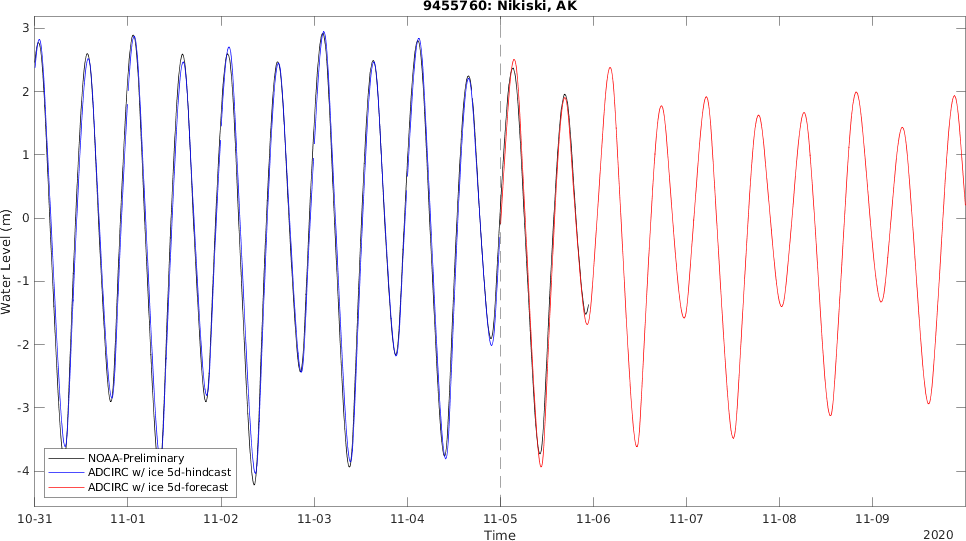 9455760: Nikiski, AK
3
2
1
0
-1
-2
-3
-4
Water Level (m)
NOAA-Preliminary
ADCIRC w/ ice 5d-hindcast
ADCIRC w/ ice 5d-forecast
10-31 11-01 11-02 11-03 11-04 11-05 11-06 11-07 11-08 11-09
Time
2020